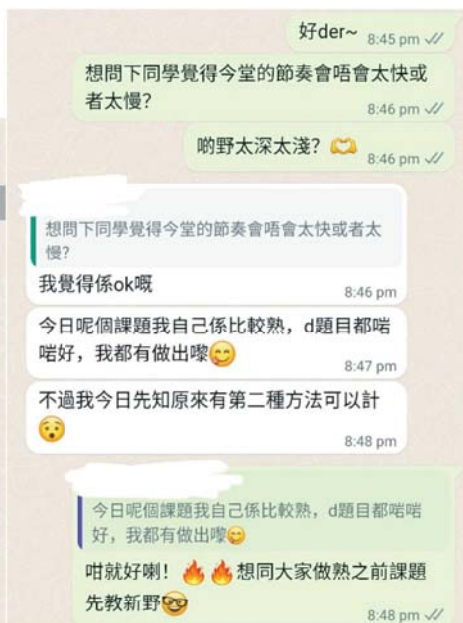 好der~
8:45 pm
想問下同學覺得今堂的節奏會唔會太快或
者太慢?
8:46 pm
啲野太深太淺?
8:46 pm
想問下同學覺得今堂的節奏會唔會太快或者太
慢?
我覺得係ok嘅
8:46 pm
今日呢個課題我自己係比較熟,d題目都啱
啱好,我都有做出嚟😋
8:47 pm
不過我今日先知原來有第二種方法可以計
😯
8:48 pm
今日呢個課題我自己係比較熟,d題目都啱啱
好,我都有做出嚟😋
咁就好喇!🔥🔥想同大家做熟之前課題
先教新野🤓
8:48 pm